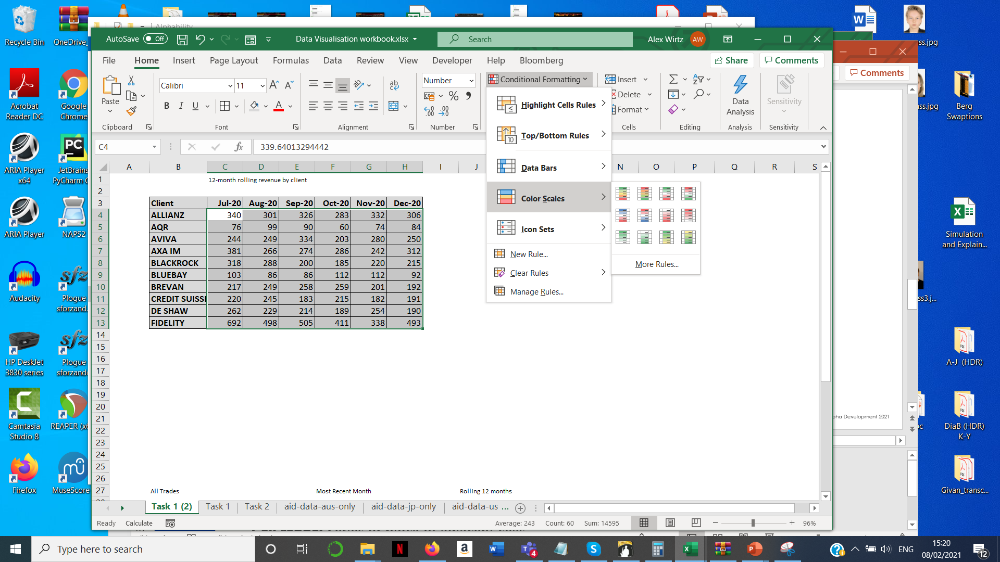 Recycle Bin
OneDrive_
Acrobat
Reader DC
Google
Chrome
ARIA Player
x64
JetBrains
PyCharm C
ARIA Player
NAPS2
Audacity
Plogue
sforzand..
HP DeskJet
3830 series
Plogue
sforzando
Camtasia
Studio 8
REAPER (x6
Firefox
MuseScore
Alphability
AutoSave Off
Data Visualisation workbook.xlsx
Search
Alex Wirtz AW
File Home Insert Page Layout Formulas Data Review View Developer Help Bloomberg
Share Comments
Paste
Clipboard
Calibri 11
B I U
Font
ab
Alignment
Number
Number
Conditional Formatting
Insert
Delete
Format
Cells
Editing
Data
Analysis
Analysis
Sensitivity
Sensitivity
Highlight Cells Rules
Top/Bottom Rules
Data Bars
Color Scales
Icon Sets
New Rule...
Clear Rules
Manage Rules...
More Rules...
C4 fx 339.64013294442
A B C D E F G H I J N O P Q R S
1 12-month rolling revenue by client
2
3 Client Jul-20 Aug-20 Sep-20 Oct-20 Nov-20 Dec-20
4 ALLIANZ 340 301 326 283 332 306
5 AQR 76 99 90 60 74 84
6 AVIVA 244 249 334 203 280 250
7 AXA IM 381 266 274 286 242 312
8 BLACKROCK 318 288 200 185 220 215
9 BLUEBAY 103 86 86 112 112 92
10 BREVAN 217 249 258 259 201 192
11 CREDIT SUISSE 220 245 183 215 182 191
12 DE SHAW 262 229 214 189 254 190
13 FIDELITY 692 498 505 411 338 493
14
15
16
17
18
19
20
21
22
23
24
25
26
27 All Trades Most Recent Month Rolling 12 months
Task 1 (2) Task 1 Task 2 aid-data-aus-only aid-data-jp-only aid-data-us ...
Ready Calculate Average: 243 Count: 60 Sum: 14595 96%
Comments
pha Development 2021
ss.jpg
ss.jpg
Berg
Swaptions
Simulation
and Explain...
ss3.j...
A-J (HDR)
DiaB (HDR)
K-Y
Givan_transc...
Type here to search
ENG
15:20
08/02/2021
12